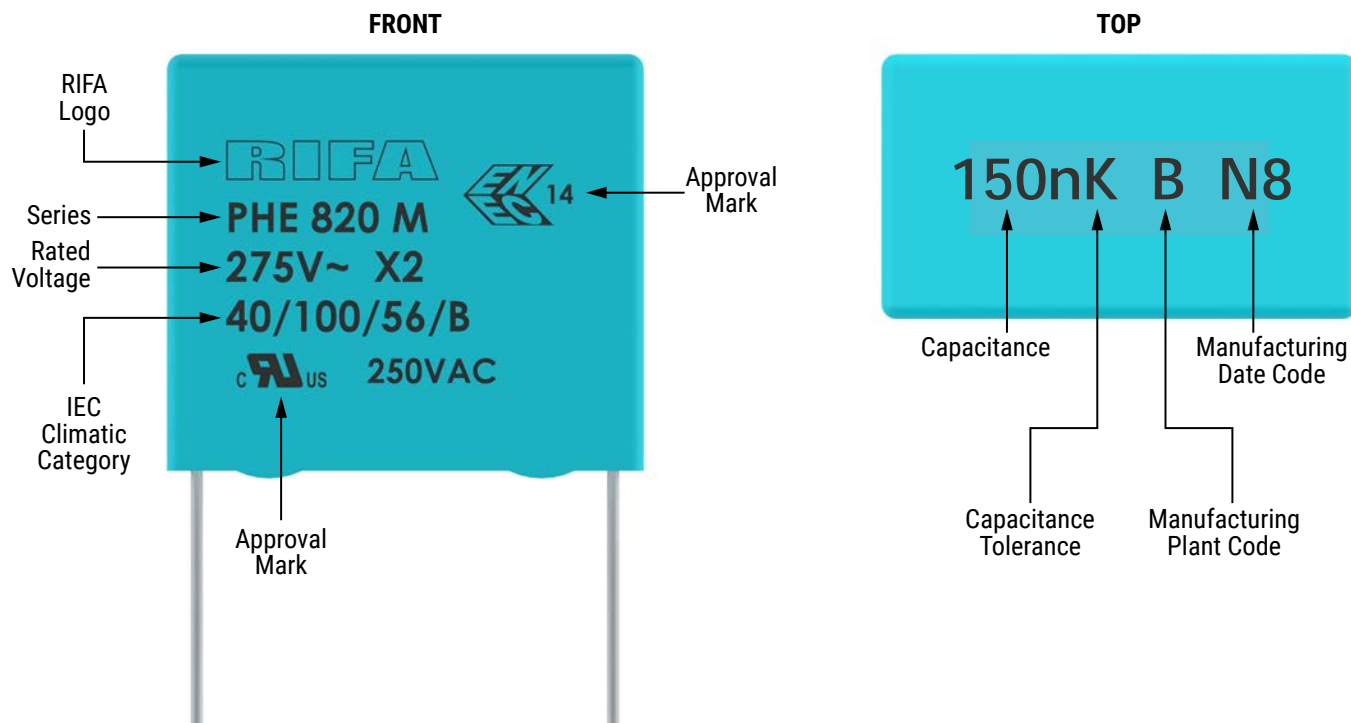 FRONT
RIFA
Logo
RIFA
EN
EC
14
Approval
Mark
Series
PHE 820 M
Rated
Voltage
275V~ X2
40/100/56/B
c RU US 250VAC
IEC
Climatic
Category
Approval
Mark
TOP
150nK B N8
Capacitance
Manufacturing
Date Code
Capacitance
Tolerance
Manufacturing
Plant Code